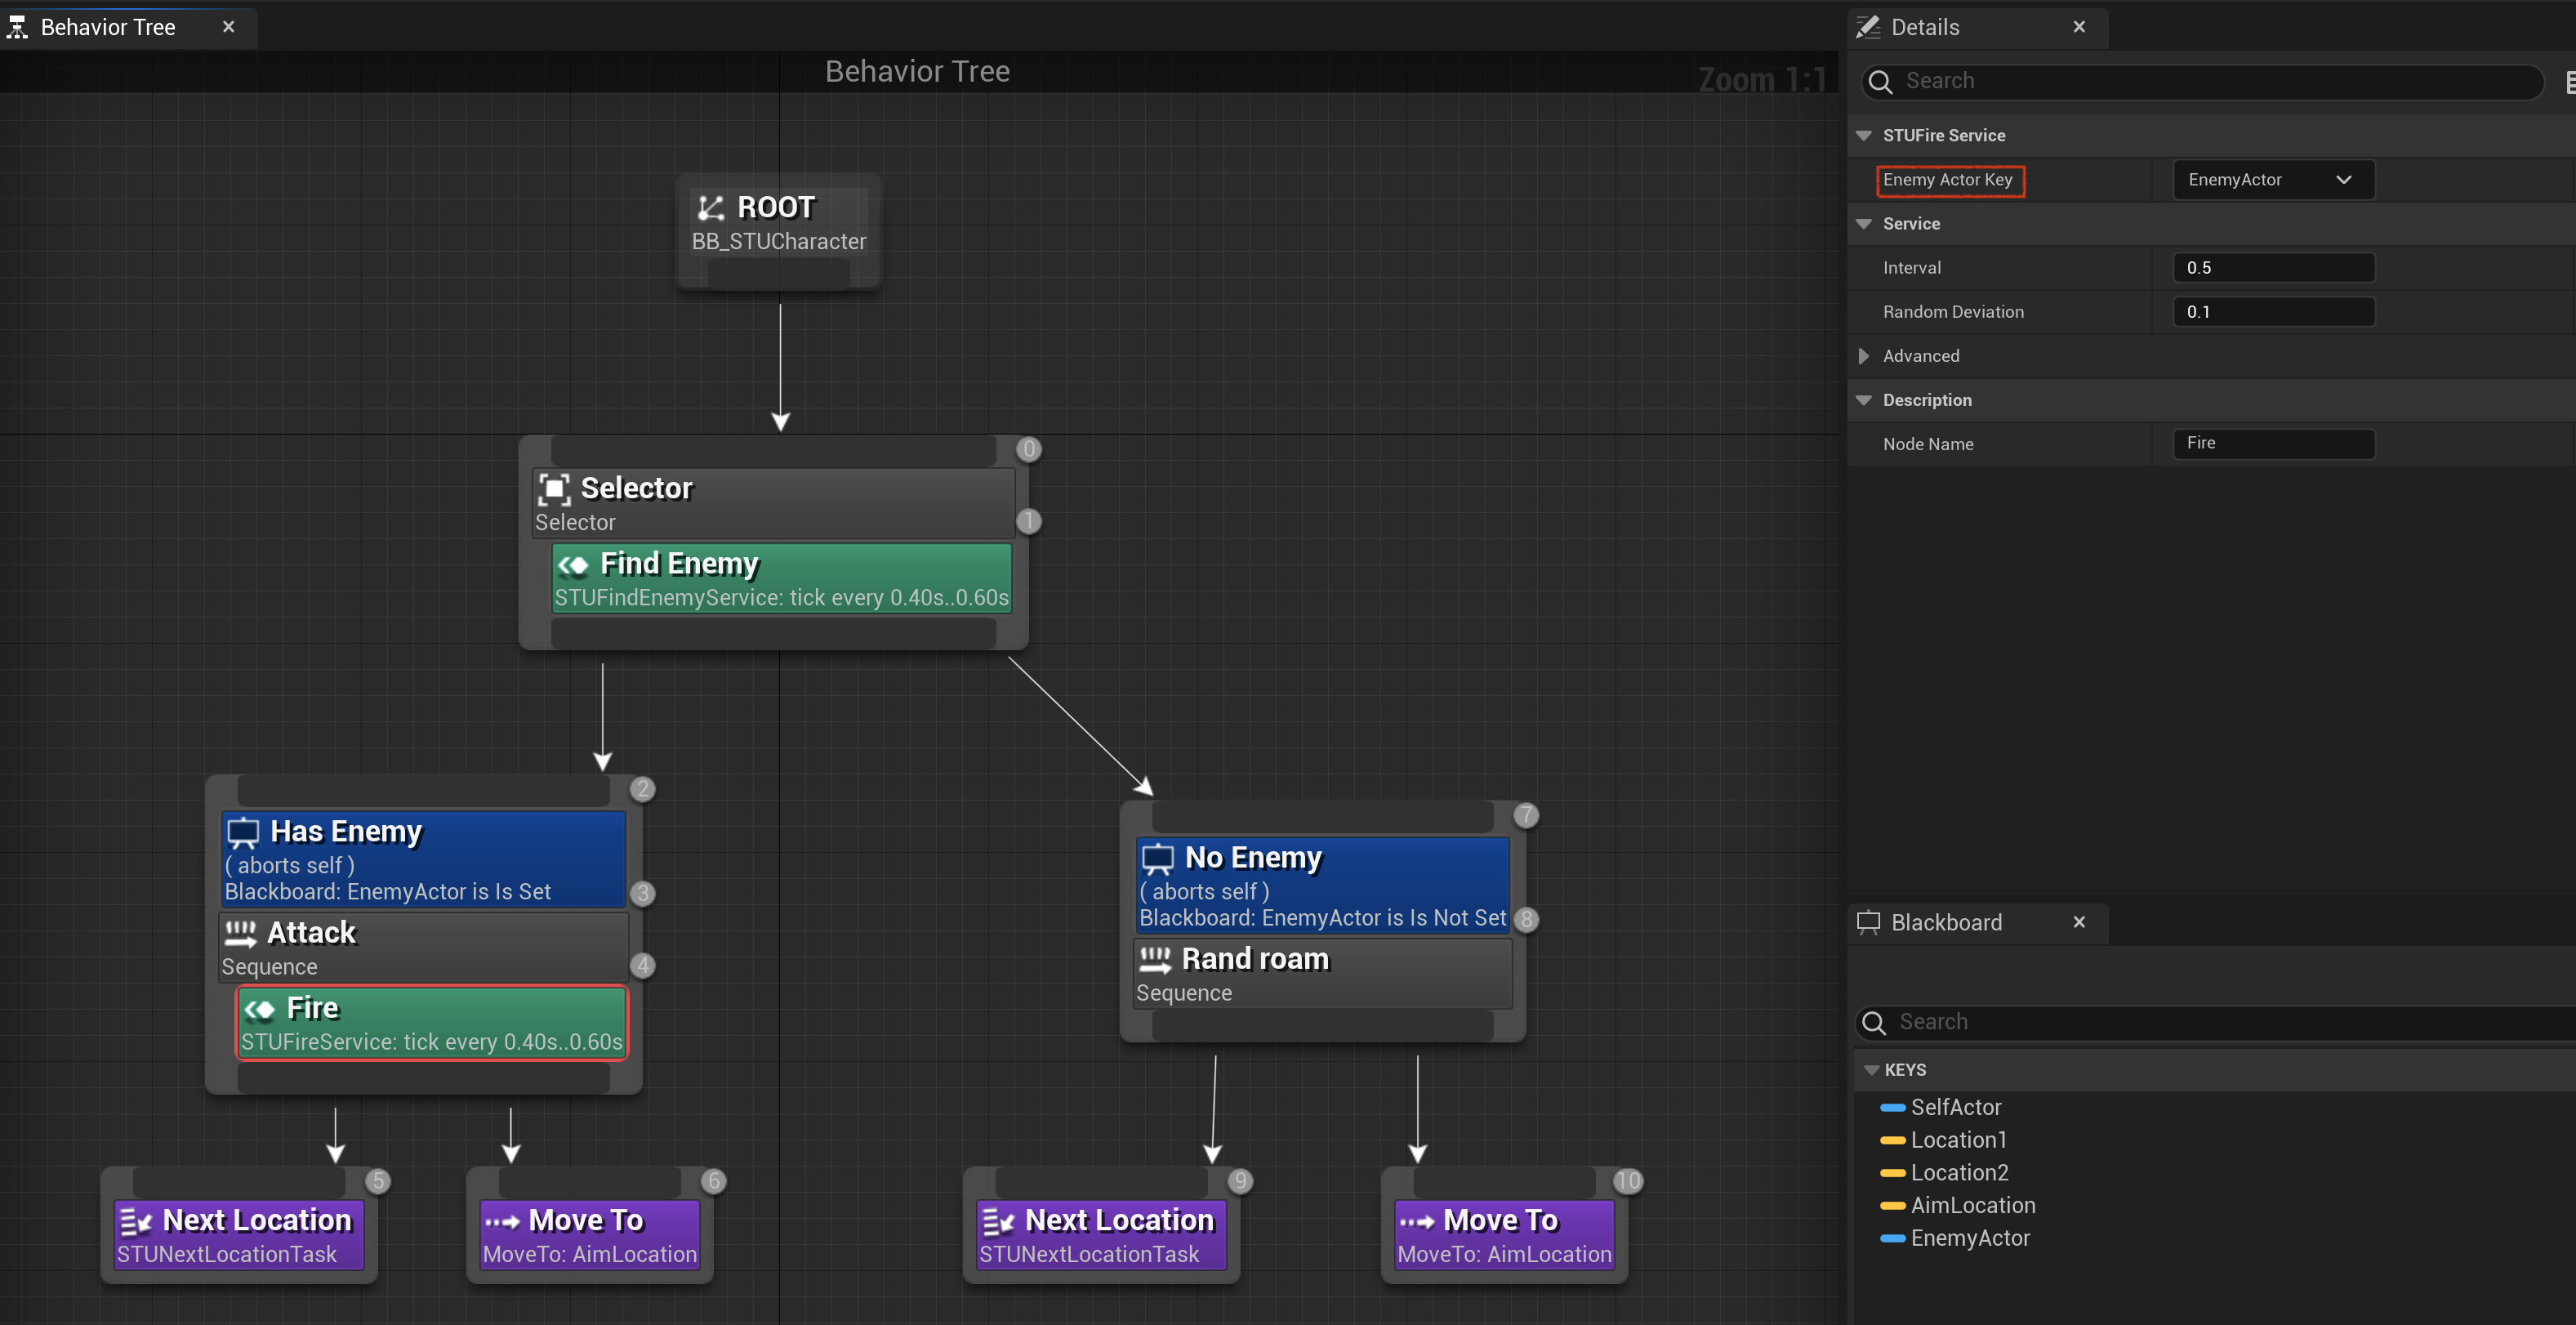 Behavior Tree
Behavior Tree
Zoom 1:1
ROOT
BB_STUCharacter
0
Selector
Selector
1
Find Enemy
STUFindEnemyService: tick every 0.40s..0.60s
2
Has Enemy
( aborts self )
Blackboard: EnemyActor is Is Set
3
Attack
Sequence
4
Fire
STUFireService: tick every 0.40s..0.60s
7
No Enemy
( aborts self )
Blackboard: EnemyActor is Is Not Set
8
Rand roam
Sequence
5
Next Location
STUNextLocationTask
6
Move To
MoveTo: AimLocation
9
Next Location
STUNextLocationTask
10
Move To
MoveTo: AimLocation
Details
Search
STUFire Service
Enemy Actor Key
EnemyActor
Service
Interval
0.5
Random Deviation
0.1
Advanced
Description
Node Name
Fire
Blackboard
Search
KEYS
SelfActor
Location1
Location2
AimLocation
EnemyActor